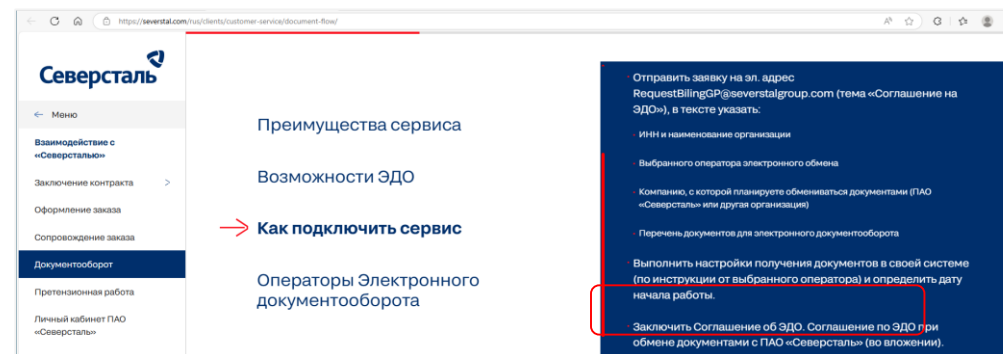 https://severstal.com/rus/clients/customer-service/document-flow/
Северсталь
← Меню
Взаимодействие с
«Северсталью»
Заключение контракта >
Оформление заказа
Сопровождение заказа
Документооборот
Претензионная работа
Личный кабинет ПАО
«Северсталь»
Преимущества сервиса
Возможности ЭДО
Как подключить сервис
Операторы Электронного
документооборота
Отправить заявку на эл. адрес
RequestBilingGP@severstalgroup.com (тема «Соглашение на
ЭДО»), в тексте указать:
ИНН и наименование организации
Выбранного оператора электронного обмена
Компанию, с которой планируете обмениваться документами (ПАО
«Северсталь» или другая организация)
Перечень документов для электронного документооборота
Выполнить настройки получения документов в своей системе
(по инструкции от выбранного оператора) и определить дату
начала работы.
Заключить Соглашение об ЭДО. Соглашение по ЭДО при
обмене документами с ПАО «Северсталь» (во вложении).